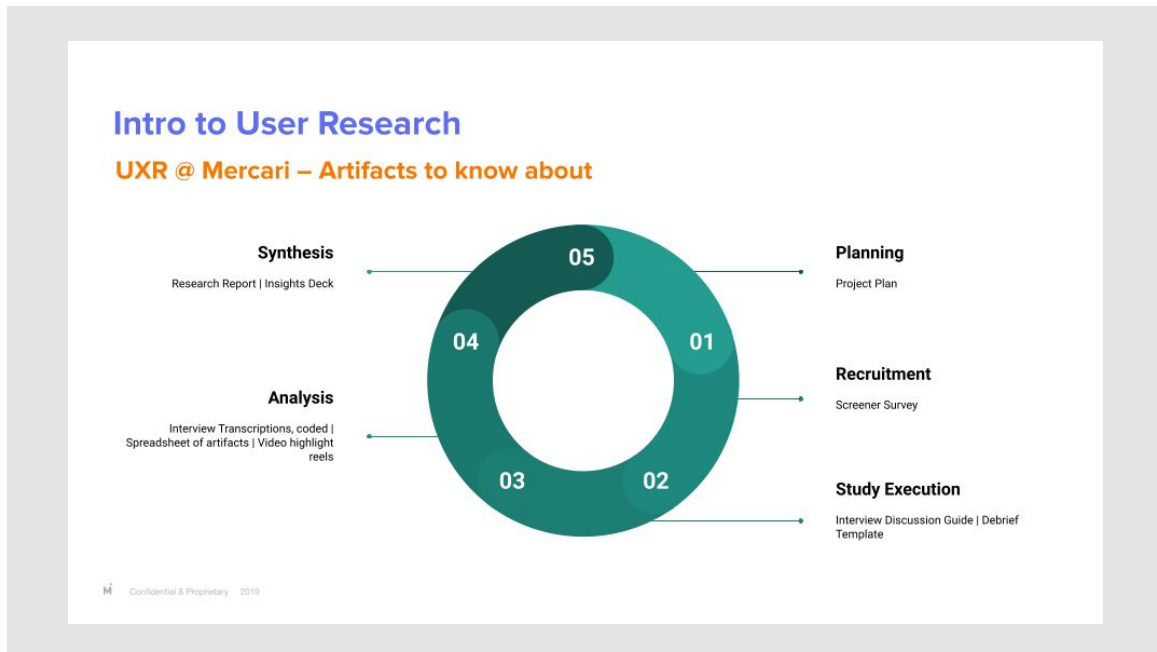 Intro to User Research
UXR @ Mercari – Artifacts to know about
05
01
02
03
04
Planning
Project Plan
Recruitment
Screener Survey
Study Execution
Interview Discussion Guide | Debrief
Template
Analysis
Interview Transcriptions, coded |
Spreadsheet of artifacts | Video highlight
reels
Synthesis
Research Report | Insights Deck
M Confidential & Proprietary 2019